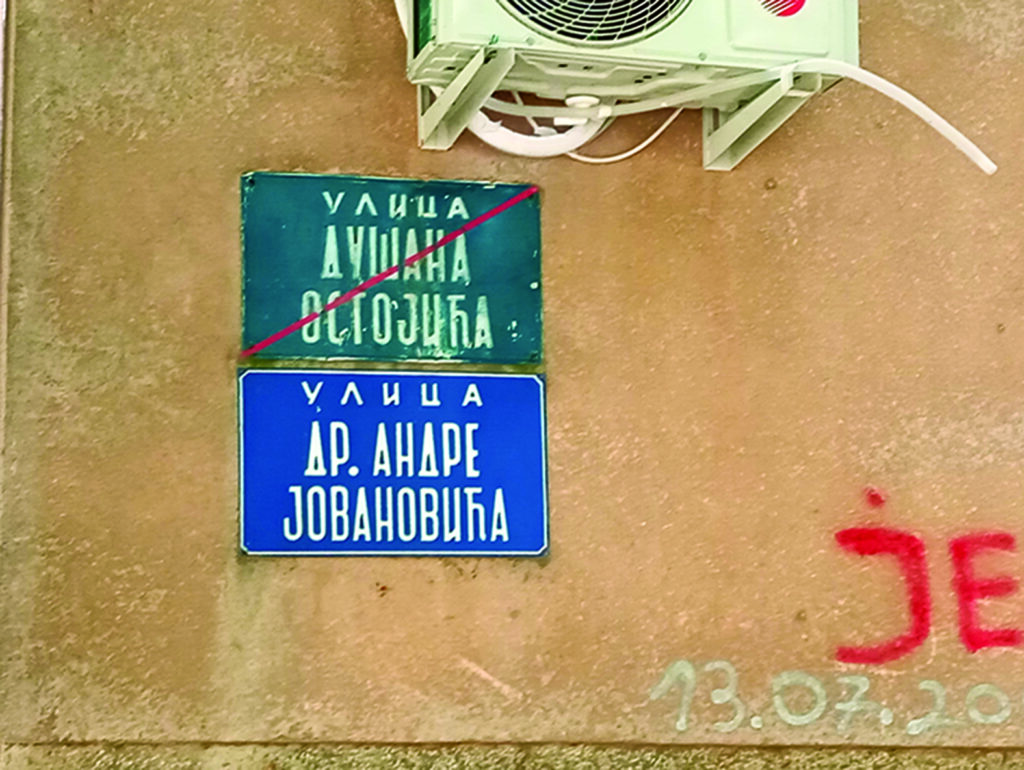 УЛИЦА
ДУШАНА
ОСТОЈИЋА
УЛИЦА
ДР. АНДРЕ
ЈОВАНОВИЋА
ЈЕ
13.07.20